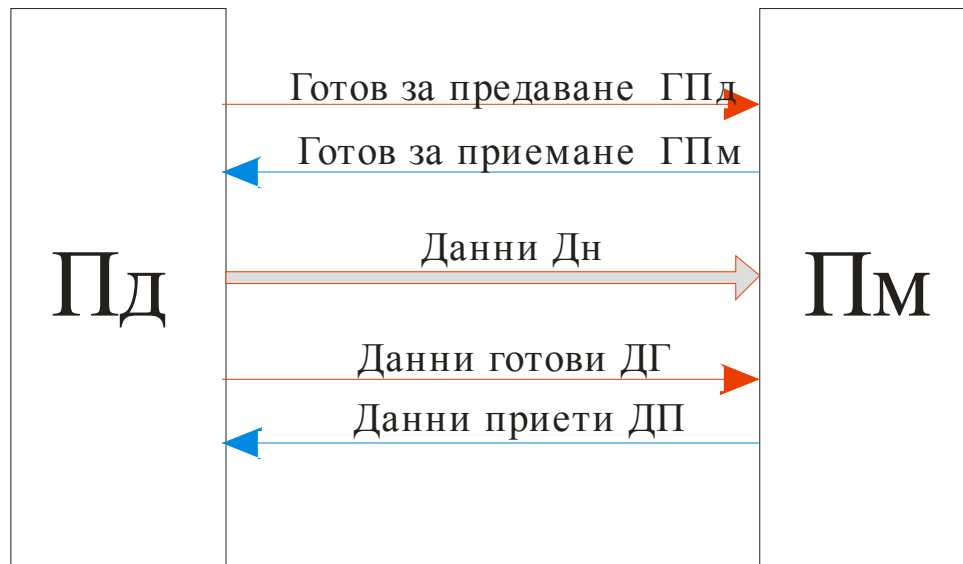 Готов за предаване ГПд
Готов за приемане ГПм
Данни Дн
Пд
Пм
Данни готови ДГ
Данни приети ДП